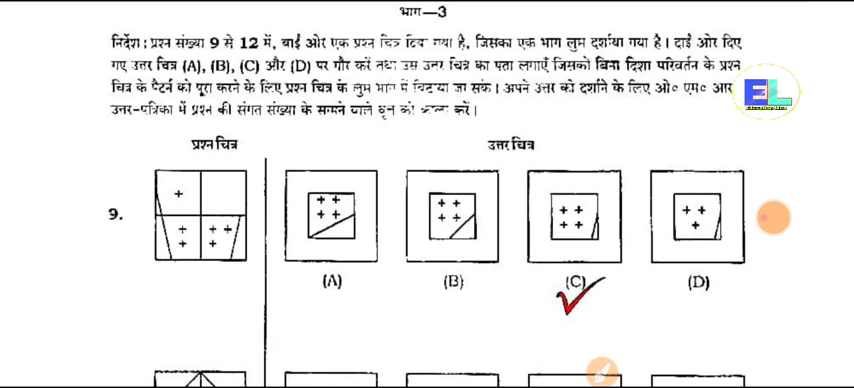 भाग—3
निर्देश : प्रश्न संख्या 9 से 12 में, बाईं ओर एक प्रश्न चित्र दिया गया है, जिसका एक भाग लुप्त दर्शाया गया है। दाईं ओर दिए
गए उत्तर चित्र (A), (B), (C) और (D) पर गौर करें तथा उस उत्तर चित्र का पता लगाएँ जिसको बिना दिशा परिवर्तन के प्रश्न
चित्र के पैटर्न को पूरा करने के लिए प्रश्न चित्र के लुप्त भाग में बिठाया जा सके। अपने उत्तर को दर्शाने के लिए ओ० एम० आर०
उत्तर-पत्रिका में प्रश्न की संगत संख्या के सामने वाले वृत्त को काला करें।
प्रश्न चित्र उत्तर चित्र
9.
(A) (B) (C) (D)